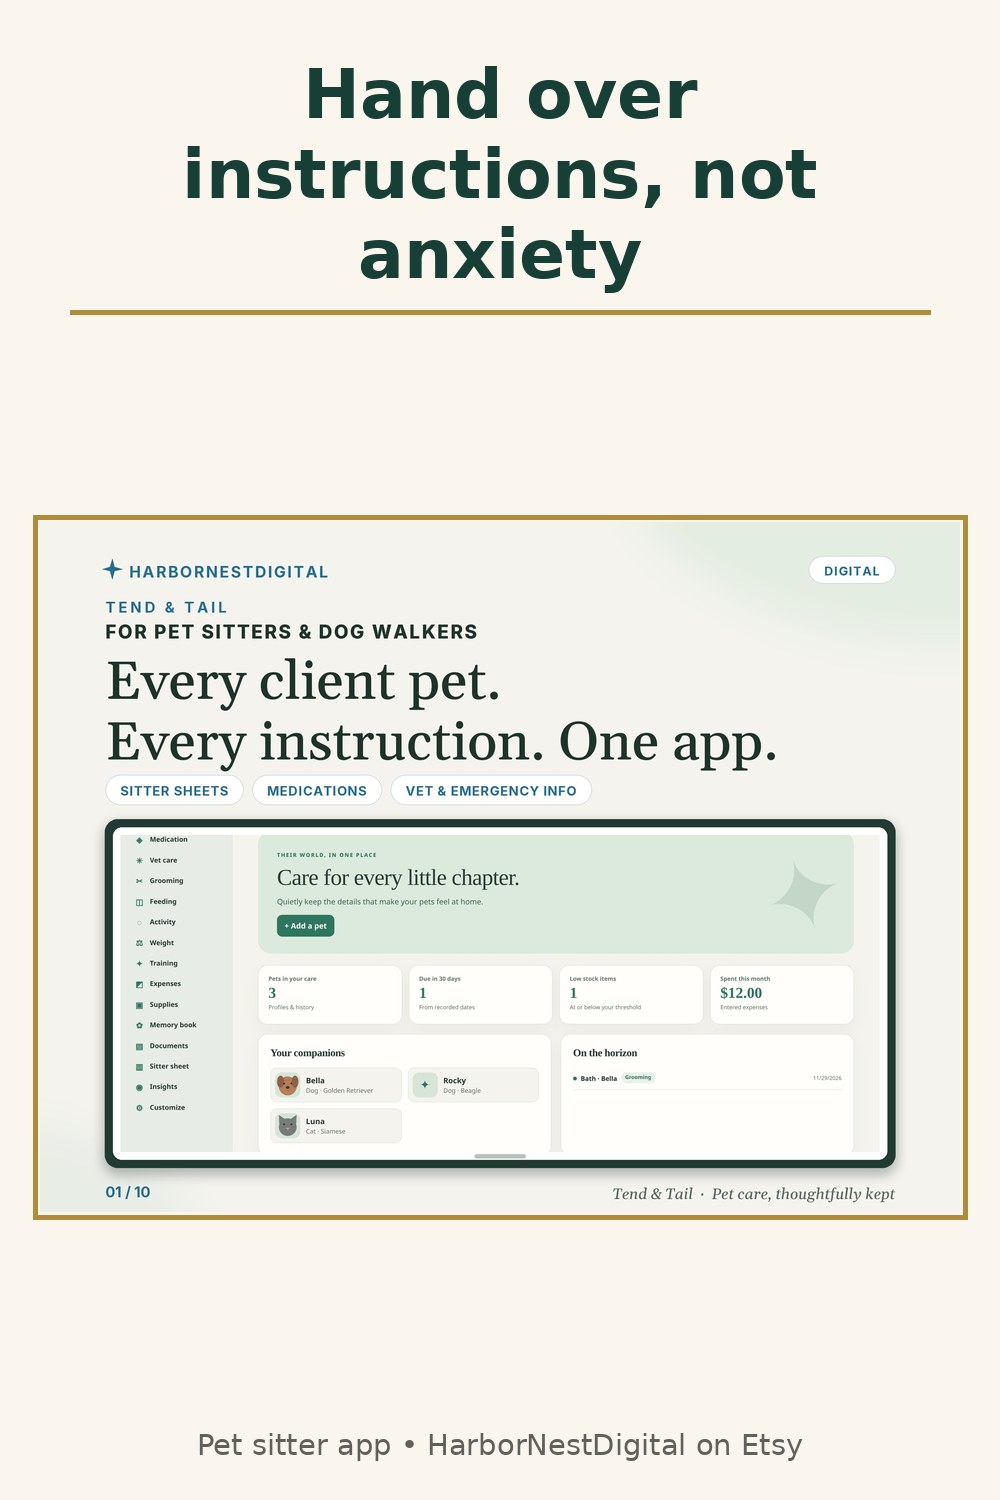 Hand over
instructions, not
anxiety
HARBORNESTDIGITAL
DIGITAL
TEND & TAIL
FOR PET SITTERS & DOG WALKERS
Every client pet.
Every instruction. One app.
SITTER SHEETS
MEDICATIONS
VET & EMERGENCY INFO
Medication
Vet care
Grooming
Feeding
Activity
Weight
Training
Expenses
Supplies
Memory book
Documents
Sitter sheet
Insights
Customize
THEIR WORLD, IN ONE PLACE
Care for every little chapter.
Quietly keep the details that make your pets feel at home.
+ Add a pet
Pets in your care
3
Profiles & history
Due in 30 days
1
From recorded dates
Low stock items
1
At or below your threshold
Spent this month
$12.00
Entered expenses
Your companions
Bella
Dog · Golden Retriever
Rocky
Dog · Beagle
Luna
Cat · Siamese
On the horizon
Bath · Bella Grooming 11/29/2026
01 / 10
Tend & Tail · Pet care, thoughtfully kept
Pet sitter app • HarborNestDigital on Etsy